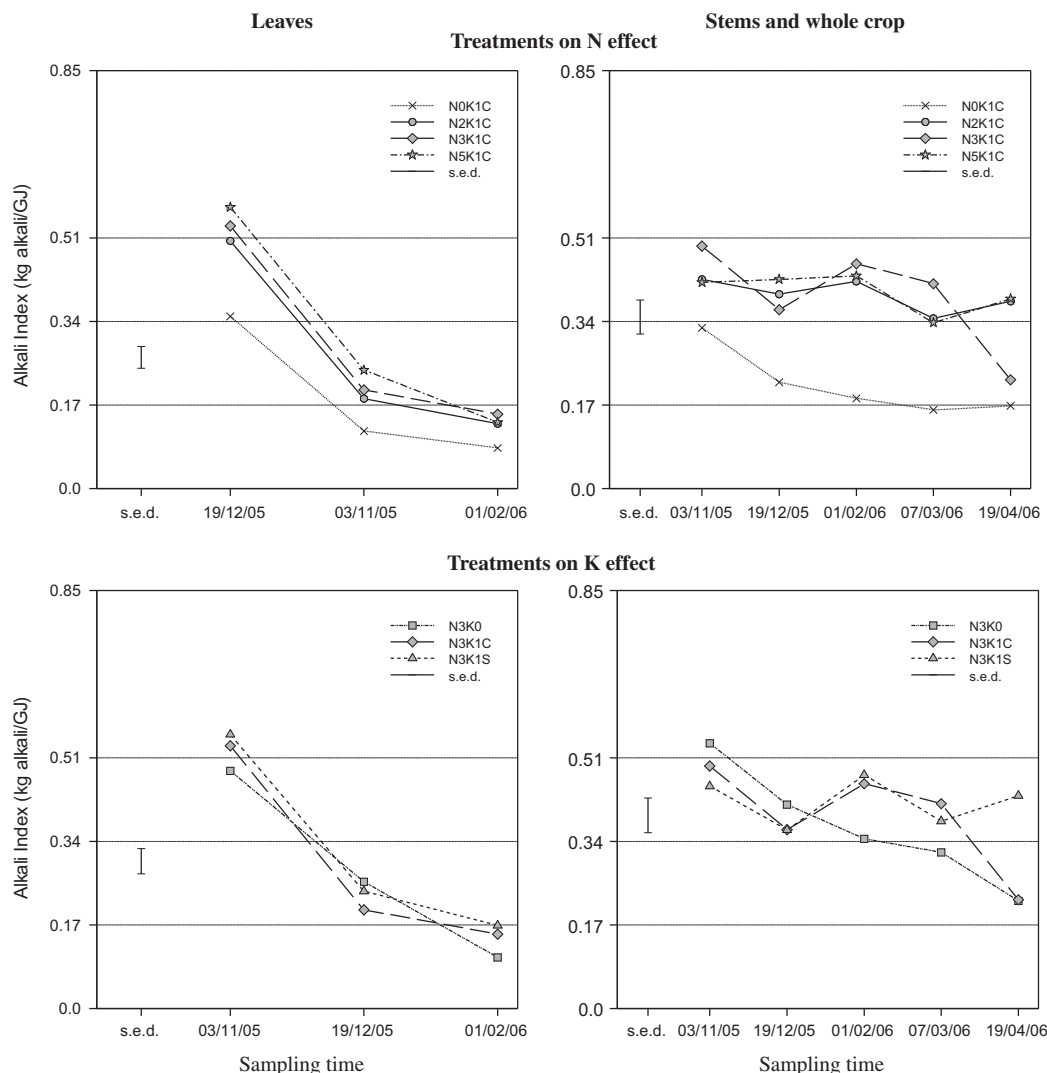 Leaves
Stems and whole crop
Treatments on N effect
Alkali Index (kg alkali/GJ)
0.85
0.51
0.34
0.17
0.0
N0K1C
N2K1C
N3K1C
N5K1C
s.e.d.
s.e.d. 19/12/05 03/11/05 01/02/06
0.85
0.51
0.34
0.17
0.0
N0K1C
N2K1C
N3K1C
N5K1C
s.e.d.
s.e.d. 03/11/05 19/12/05 01/02/06 07/03/06 19/04/06
Treatments on K effect
Alkali Index (kg alkali/GJ)
0.85
0.51
0.34
0.17
0.0
N3K0
N3K1C
N3K1S
s.e.d.
s.e.d. 03/11/05 19/12/05 01/02/06
Sampling time
0.85
0.51
0.34
0.17
0.0
N3K0
N3K1C
N3K1S
s.e.d.
s.e.d. 03/11/05 19/12/05 01/02/06 07/03/06 19/04/06
Sampling time